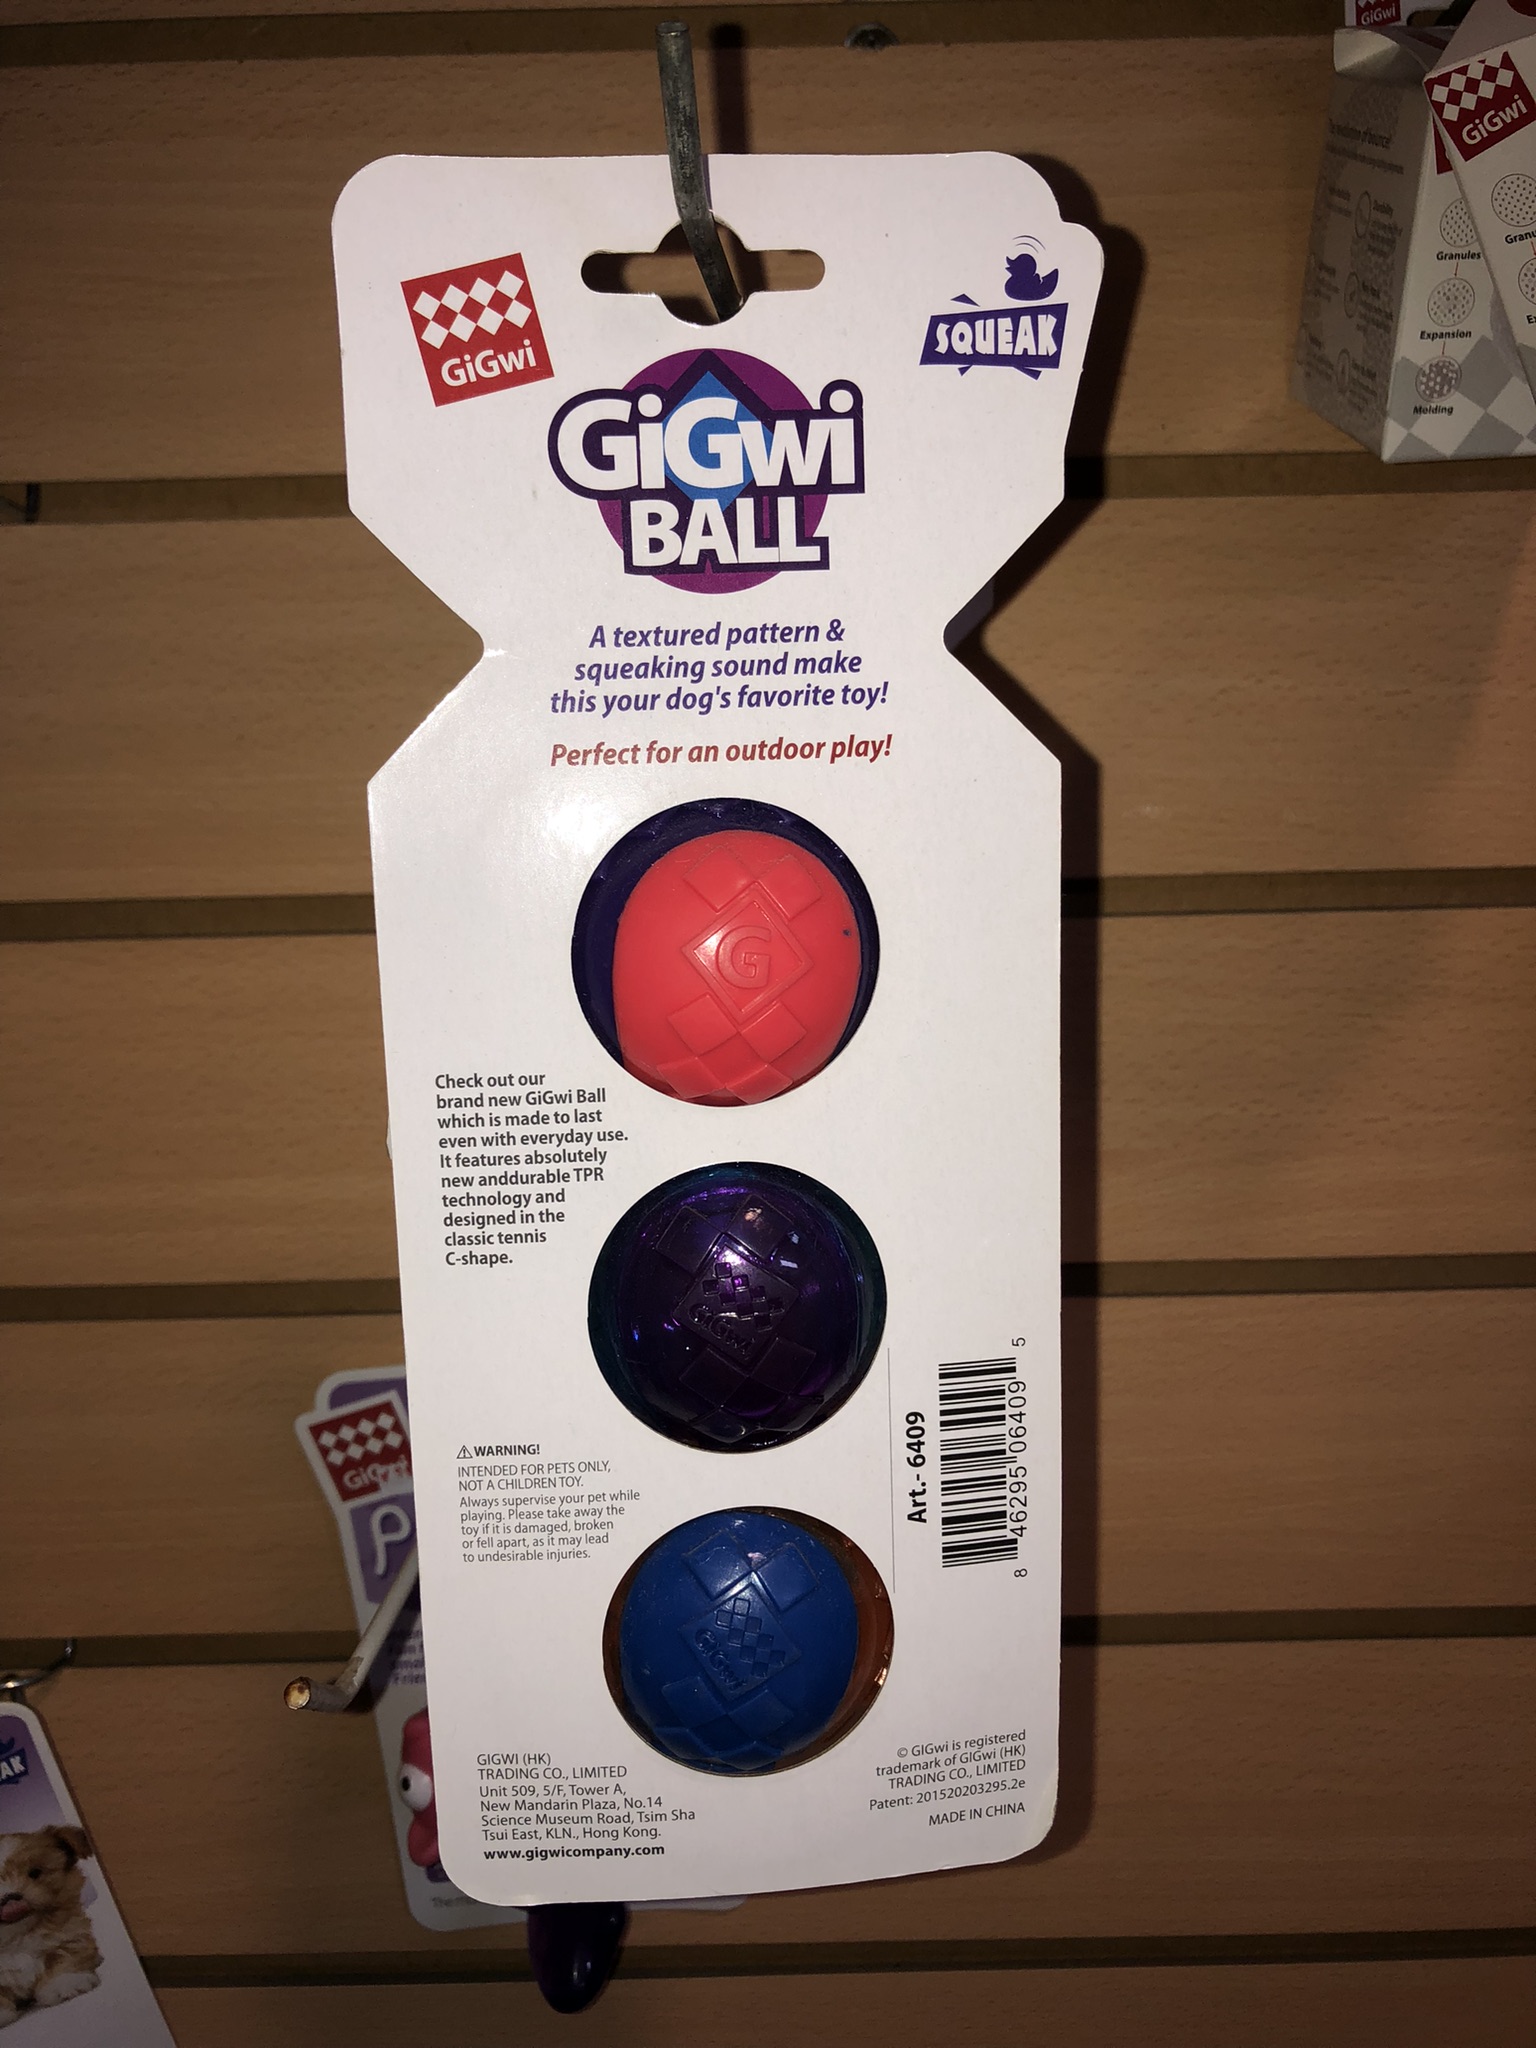 GiGwi
SQUEAK
GiGwi
BALL
A textured pattern &
squeaking sound make
this your dog's favorite toy!
Perfect for an outdoor play!
G
Check out our
brand new GiGwi Ball
which is made to last
even with everyday use.
It features absolutely
new anddurable TPR
technology and
designed in the
classic tennis
C-shape.
GiGwi
⚠ WARNING!
INTENDED FOR PETS ONLY,
NOT A CHILDREN TOY.
Always supervise your pet while
playing. Please take away the
toy if it is damaged, broken
or fell apart, as it may lead
to undesirable injuries.
Art.- 6409
8 46295 06409 5
GiGwi
GIGWI (HK)
TRADING CO., LIMITED
Unit 509, 5/F, Tower A,
New Mandarin Plaza, No.14
Science Museum Road, Tsim Sha
Tsui East, KLN., Hong Kong.
www.gigwicompany.com
© GiGwi is registered
trademark of GIGwi (HK)
TRADING CO., LIMITED
Patent: 201520203295.2e
MADE IN CHINA
GiGwi
GiGwi
Granules
Expansion
Molding
GiGwi